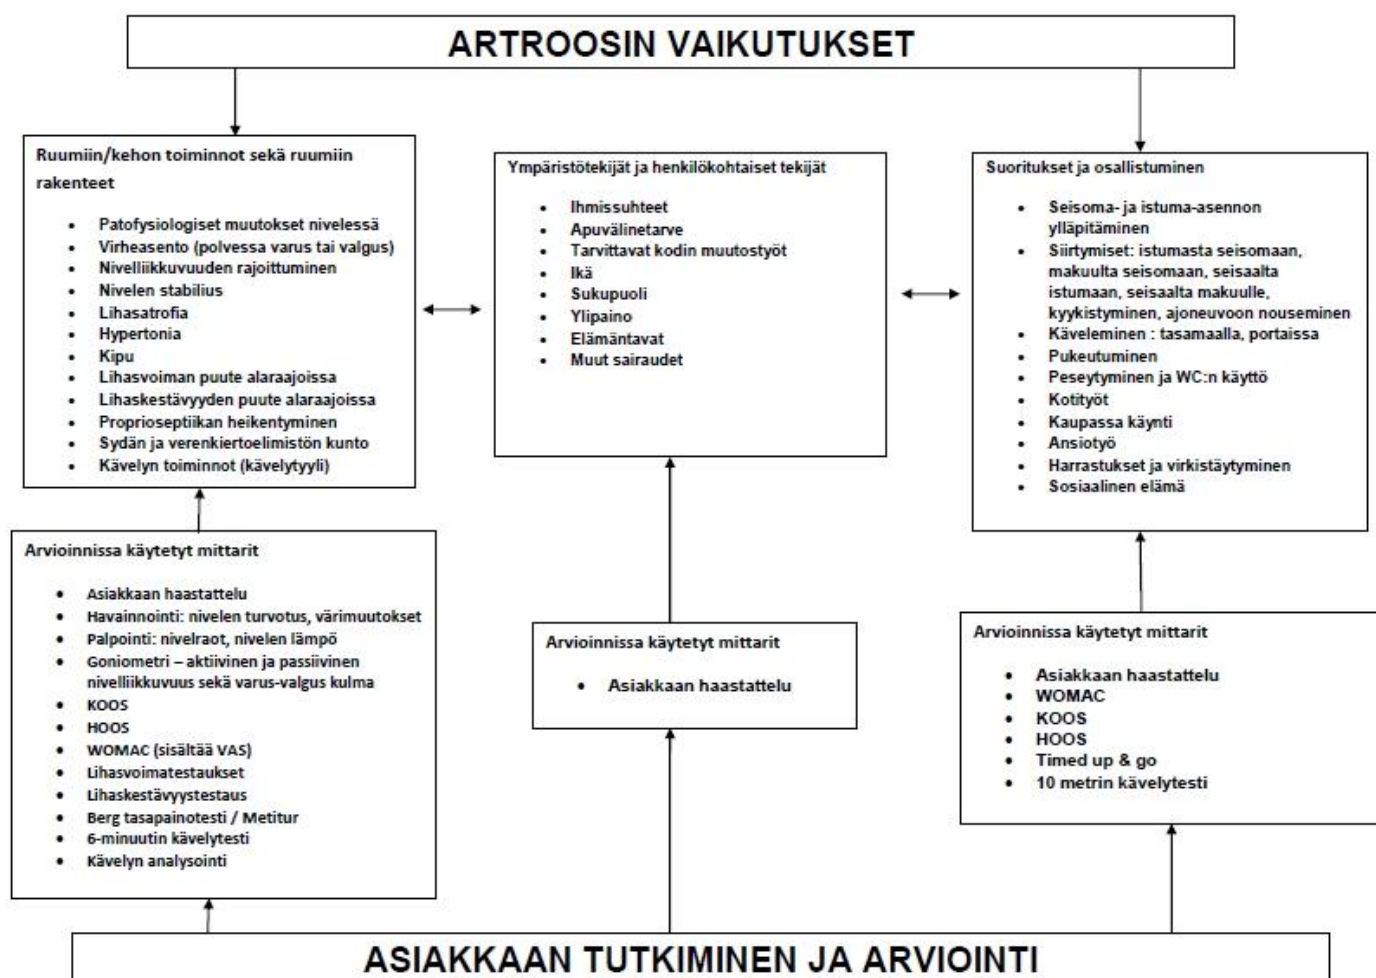 ARTROOSIN VAIKUTUKSET
Ruumiin/kehon toiminnot sekä ruumiin
rakenteet
• Patofysiologiset muutokset nivelessä
• Virheasento (polvessa varus tai valgus)
• Nivelliikkuvuuden rajoittuminen
• Nivelen stabilius
• Lihasatrofia
• Hypertonia
• Kipu
• Lihasvoiman puute alaraajoissa
• Lihaskestävyyden puute alaraajoissa
• Proprioseptiikan heikentyminen
• Sydän ja verenkiertoelimistön kunto
• Kävelyn toiminnot (kävelytyyli)
Ympäristötekijät ja henkilökohtaiset tekijät
• Ihmissuhteet
• Apuvälinetarve
• Tarvittavat kodin muutostyöt
• Ikä
• Sukupuoli
• Ylipaino
• Elämäntavat
• Muut sairaudet
Suoritukset ja osallistuminen
• Seisoma- ja istuma-asennon
ylläpitäminen
• Siirtymiset: istumasta seisomaan,
makuulta seisomaan, seisaalta
istumaan, seisaalta makuulle,
kyykistyminen, ajoneuvoon nouseminen
• Käveleminen : tasamaalla, portaissa
• Pukeutuminen
• Peseytyminen ja WC:n käyttö
• Kotityöt
• Kaupassa käynti
• Ansiotyö
• Harrastukset ja virkistäytyminen
• Sosiaalinen elämä
Arvioinnissa käytetyt mittarit
• Asiakkaan haastattelu
• Havainnointi: nivelen turvotus, värimuutokset
• Palpointi: nivelraot, nivelen lämpö
• Goniometri – aktiivinen ja passiivinen
nivelliikkuvuus sekä varus-valgus kulma
• KOOS
• HOOS
• WOMAC (sisältää VAS)
• Lihasvoimatestaukset
• Lihaskestävyystestaus
• Berg tasapainotesti / Metitur
• 6-minuutin kävelytesti
• Kävelyn analysointi
Arvioinnissa käytetyt mittarit
• Asiakkaan haastattelu
Arvioinnissa käytetyt mittarit
• Asiakkaan haastattelu
• WOMAC
• KOOS
• HOOS
• Timed up & go
• 10 metrin kävelytesti
ASIAKKAAN TUTKIMINEN JA ARVIOINTI